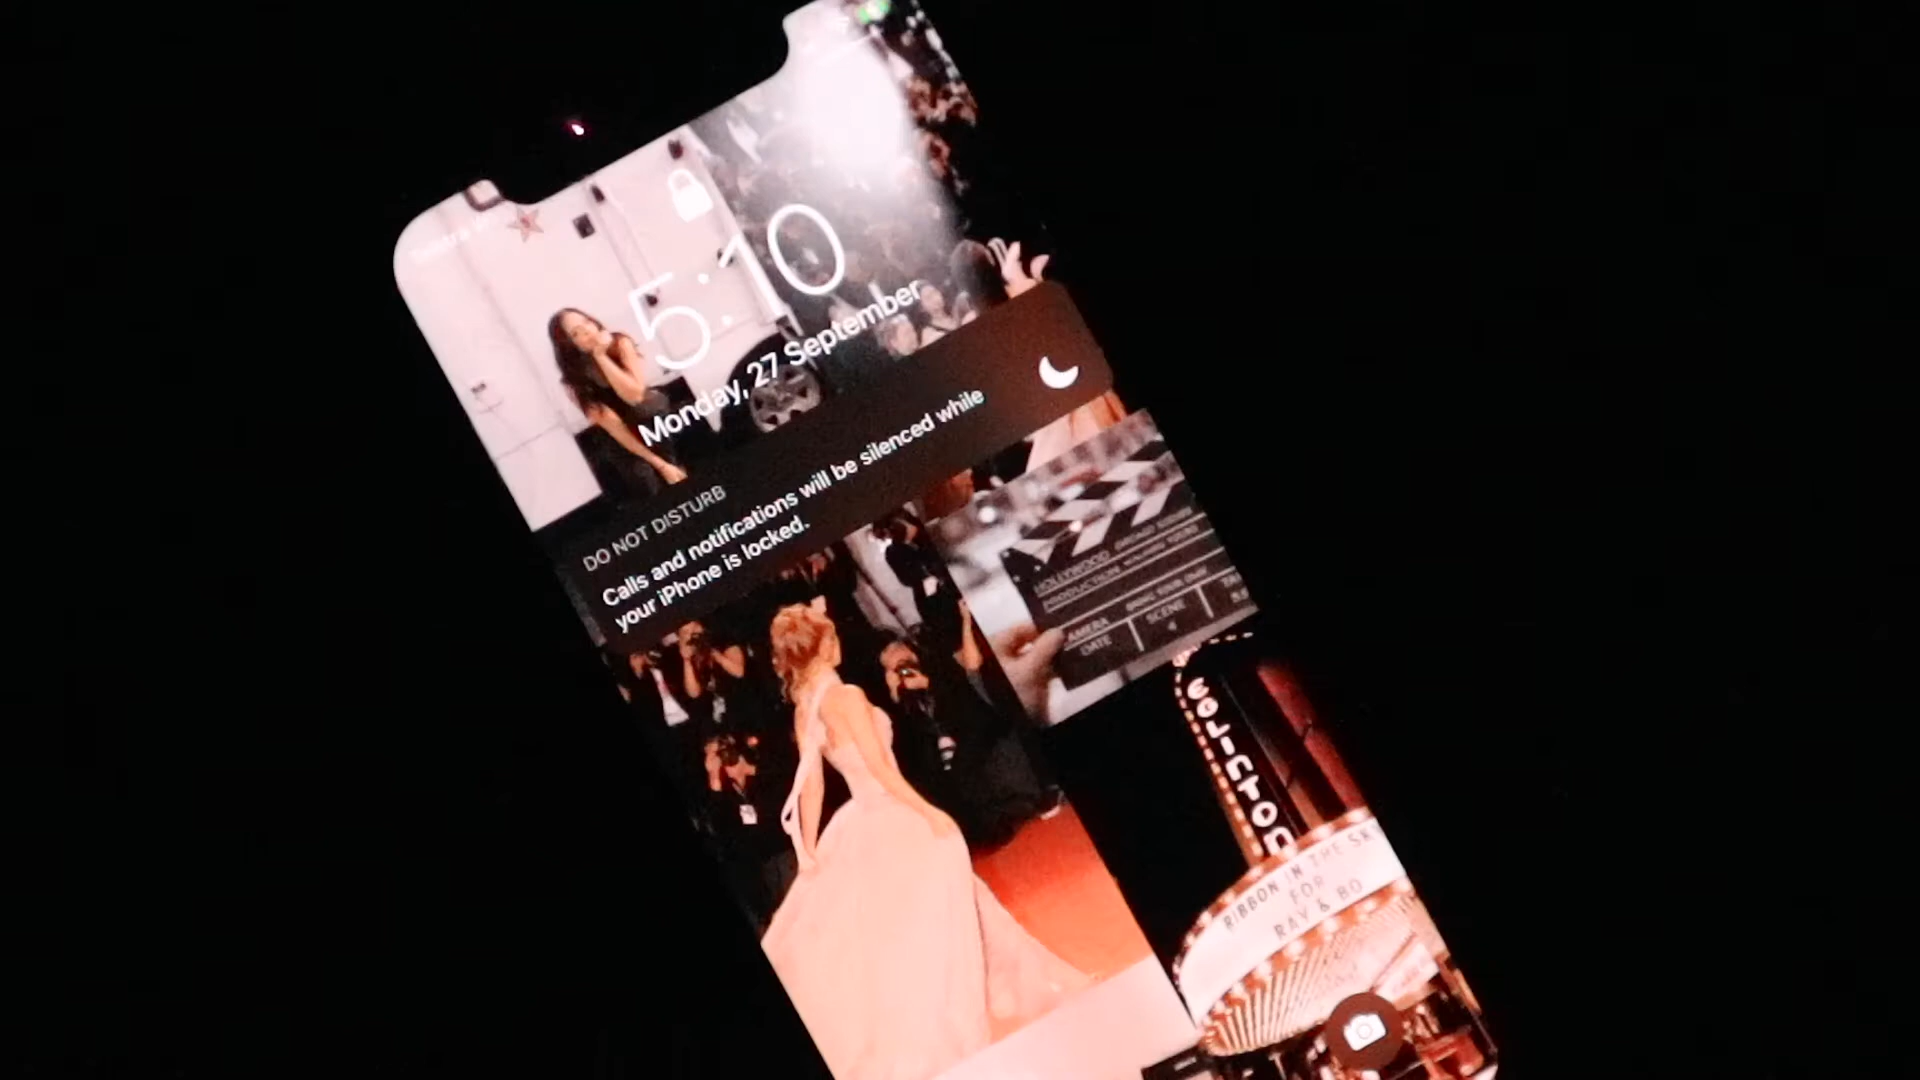 5:10
Monday, 27 September
DO NOT DISTURB
Calls and notifications will be silenced while
your iPhone is locked.
HOLLYWOOD
PRODUCTION
CAMERA
DATE
SCENE
4
RIBBON IN THE SKY
FOR
RAY & BO